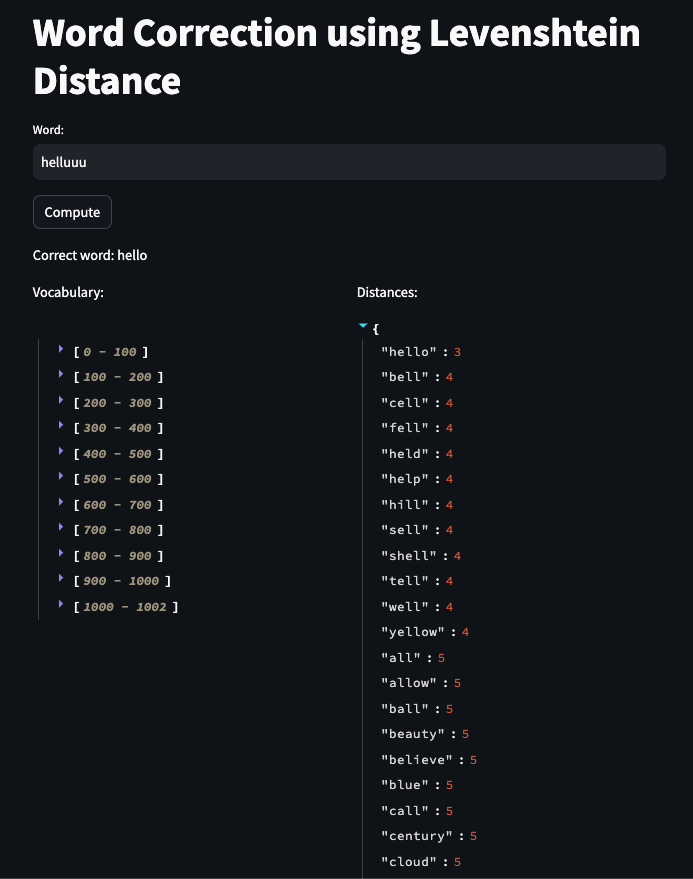 Word Correction using Levenshtein
Distance
Word:
helluuu
Compute
Correct word: hello
Vocabulary:
[ 0 - 100 ]
[ 100 - 200 ]
[ 200 - 300 ]
[ 300 - 400 ]
[ 400 - 500 ]
[ 500 - 600 ]
[ 600 - 700 ]
[ 700 - 800 ]
[ 800 - 900 ]
[ 900 - 1000 ]
[ 1000 - 1002 ]
Distances:
{
"hello" : 3
"bell" : 4
"cell" : 4
"fell" : 4
"held" : 4
"help" : 4
"hill" : 4
"sell" : 4
"shell" : 4
"tell" : 4
"well" : 4
"yellow" : 4
"all" : 5
"allow" : 5
"ball" : 5
"beauty" : 5
"believe" : 5
"blue" : 5
"call" : 5
"century" : 5
"cloud" : 5